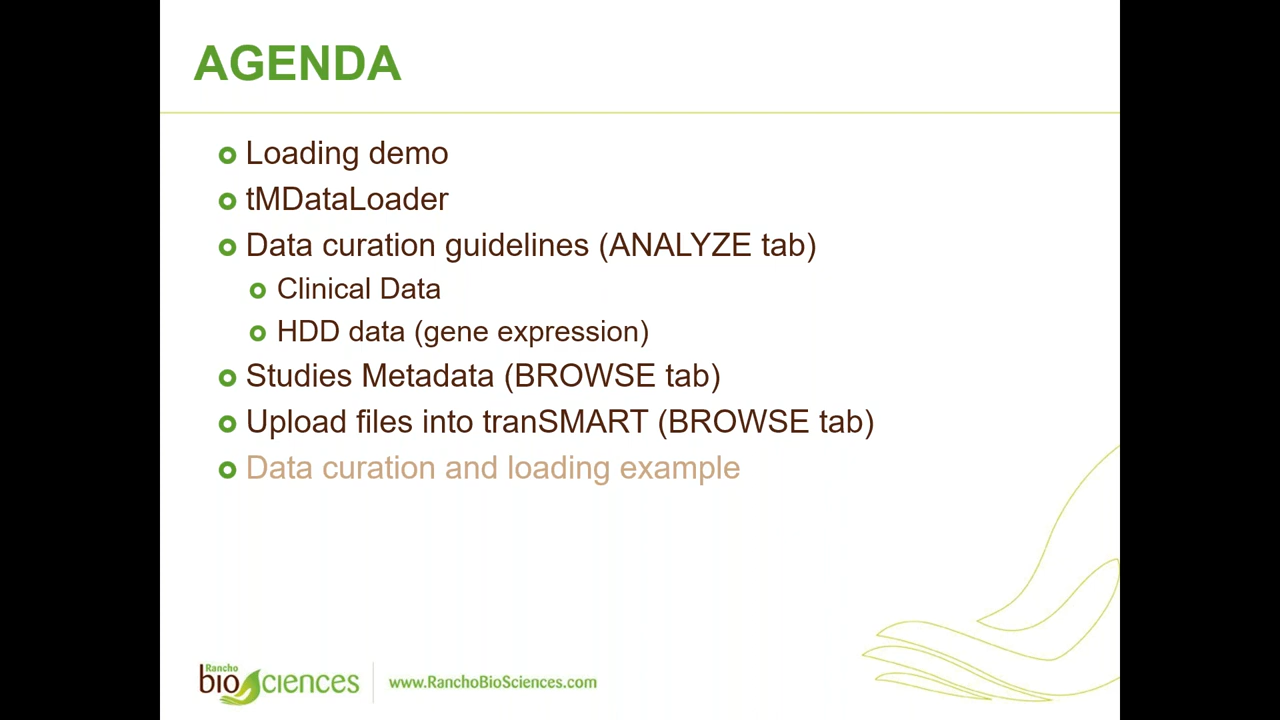 AGENDA
Loading demo
tMDataLoader
Data curation guidelines (ANALYZE tab)
Clinical Data
HDD data (gene expression)
Studies Metadata (BROWSE tab)
Upload files into tranSMART (BROWSE tab)
Data curation and loading example
Rancho
bioSciences
www.RanchoBioSciences.com